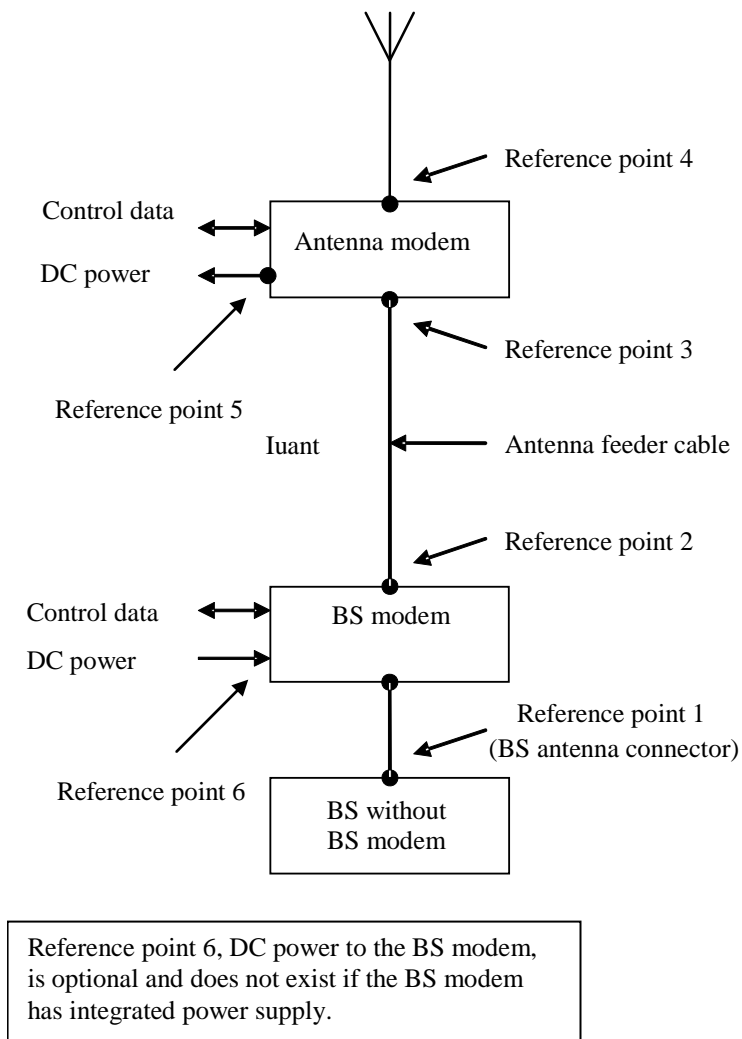 Reference point 4
Control data
Antenna modem
DC power
Reference point 3
Reference point 5
Iuant
Antenna feeder cable
Reference point 2
Control data
BS modem
DC power
Reference point 1
(BS antenna connector)
Reference point 6
BS without
BS modem
Reference point 6, DC power to the BS modem,
is optional and does not exist if the BS modem
has integrated power supply.